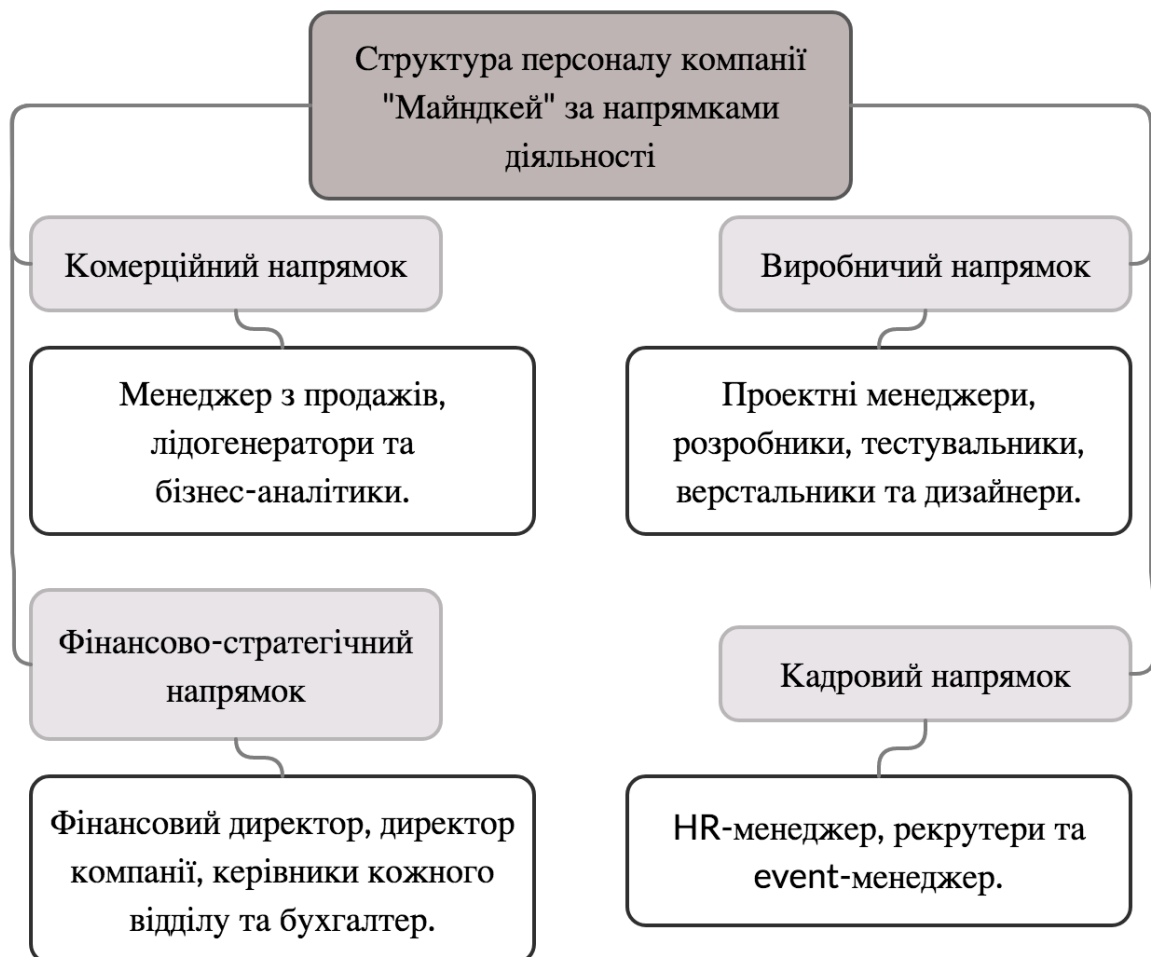 Структура персоналу компанії
"Майндкей" за напрямками
діяльності
Комерційний напрямок
Виробничий напрямок
Менеджер з продажів,
лідогенератори та
бізнес-аналітики.
Проектні менеджери,
розробники, тестувальники,
верстальники та дизайнери.
Фінансово-стратегічний
напрямок
Кадровий напрямок
Фінансовий директор, директор
компанії, керівники кожного
відділу та бухгалтер.
HR-менеджер, рекрутери та
event-менеджер.